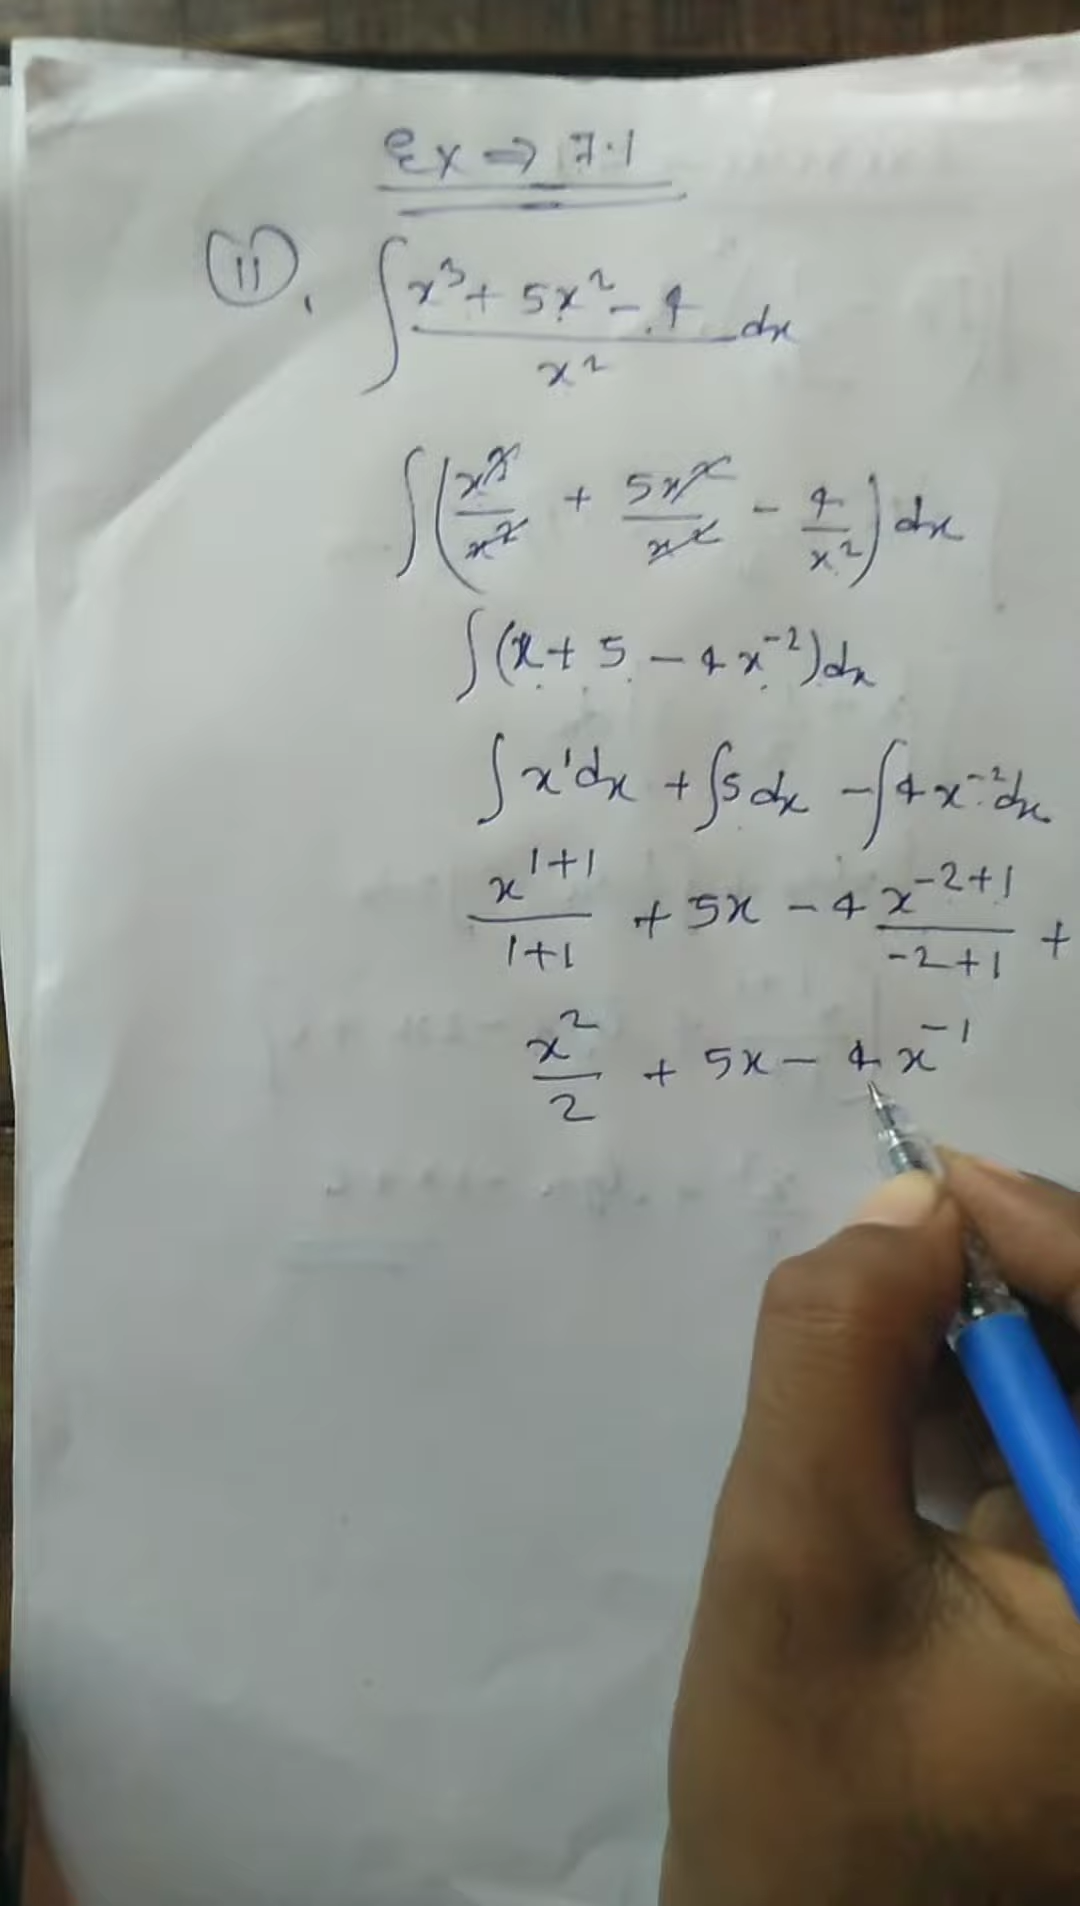 Ex ⇒ 7.1
11. ∫ x³ + 5x² - 4 / x² dx
∫ (x³/x² + 5x²/x² - 4/x²) dx
∫ (x + 5 - 4x⁻²) dx
∫ x¹dx + ∫5 dx - ∫4x⁻²dx
x¹⁺¹/1+1 + 5x - 4 x⁻²⁺¹/-2+1 +
x²/2 + 5x - 4x⁻¹